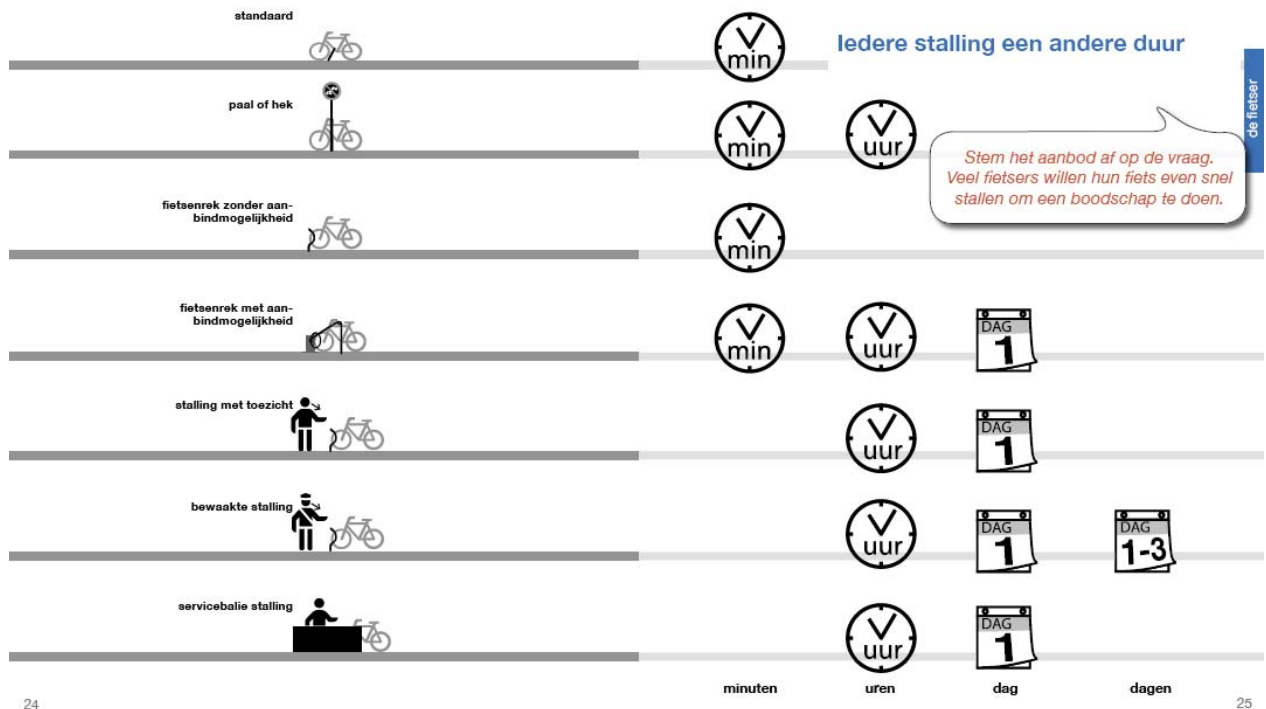 standaard
min
Iedere stalling een andere duur
de fietser
paal of hek
min
uur
Stem het aanbod af op de vraag.
Veel fietsers willen hun fiets even snel
stallen om een boodschap te doen.
fietsenrek zonder aan-
bindmogelijkheid
min
fietsenrek met aan-
bindmogelijkheid
min
uur
DAG
1
stalling met toezicht
uur
DAG
1
bewaakte stalling
uur
DAG
1
DAG
1-3
servicebalie stalling
uur
DAG
1
minuten
uren
dag
dagen
24
25